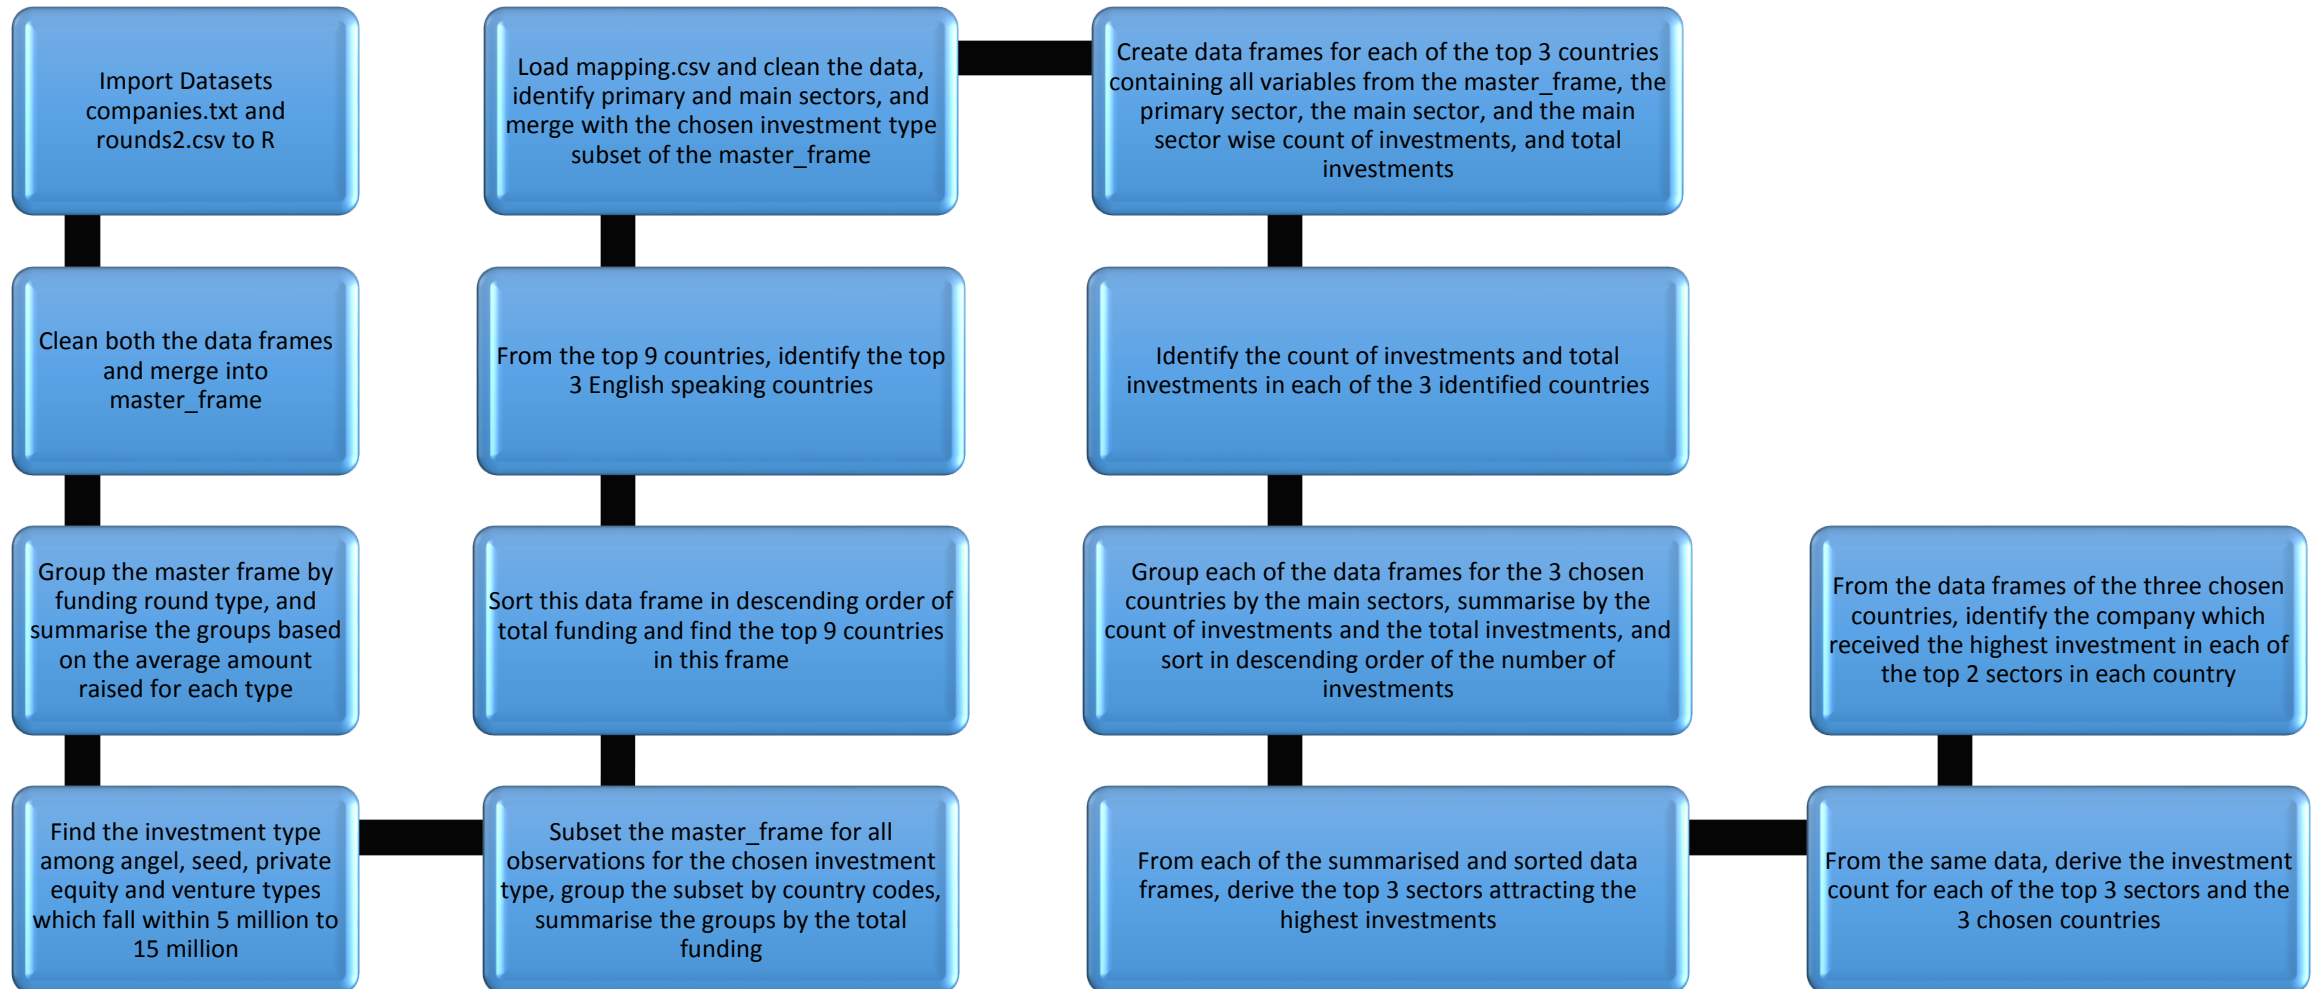 Import Datasets
companies.txt and
rounds2.csv to R
Clean both the data frames
and merge into
master_frame
Group the master frame by
funding round type, and
summarise the groups based
on the average amount
raised for each type
Find the investment type
among angel, seed, private
equity and venture types
which fall within 5 million to
15 million
Subset the master_frame for all
observations for the chosen investment
type, group the subset by country codes,
summarise the groups by the total
funding
Sort this data frame in descending order of
total funding and find the top 9 countries
in this frame
From the top 9 countries, identify the top
3 English speaking countries
Load mapping.csv and clean the data,
identify primary and main sectors, and
merge with the chosen investment type
subset of the master_frame
Create data frames for each of the top 3 countries
containing all variables from the master_frame, the
primary sector, the main sector, and the main
sector wise count of investments, and total
investments
Identify the count of investments and total
investments in each of the 3 identified countries
Group each of the data frames for the 3 chosen
countries by the main sectors, summarise by the
count of investments and the total investments, and
sort in descending order of the number of
investments
From each of the summarised and sorted data
frames, derive the top 3 sectors attracting the
highest investments
From the same data, derive the investment
count for each of the top 3 sectors and the
3 chosen countries
From the data frames of the three chosen
countries, identify the company which
received the highest investment in each of
the top 2 sectors in each country